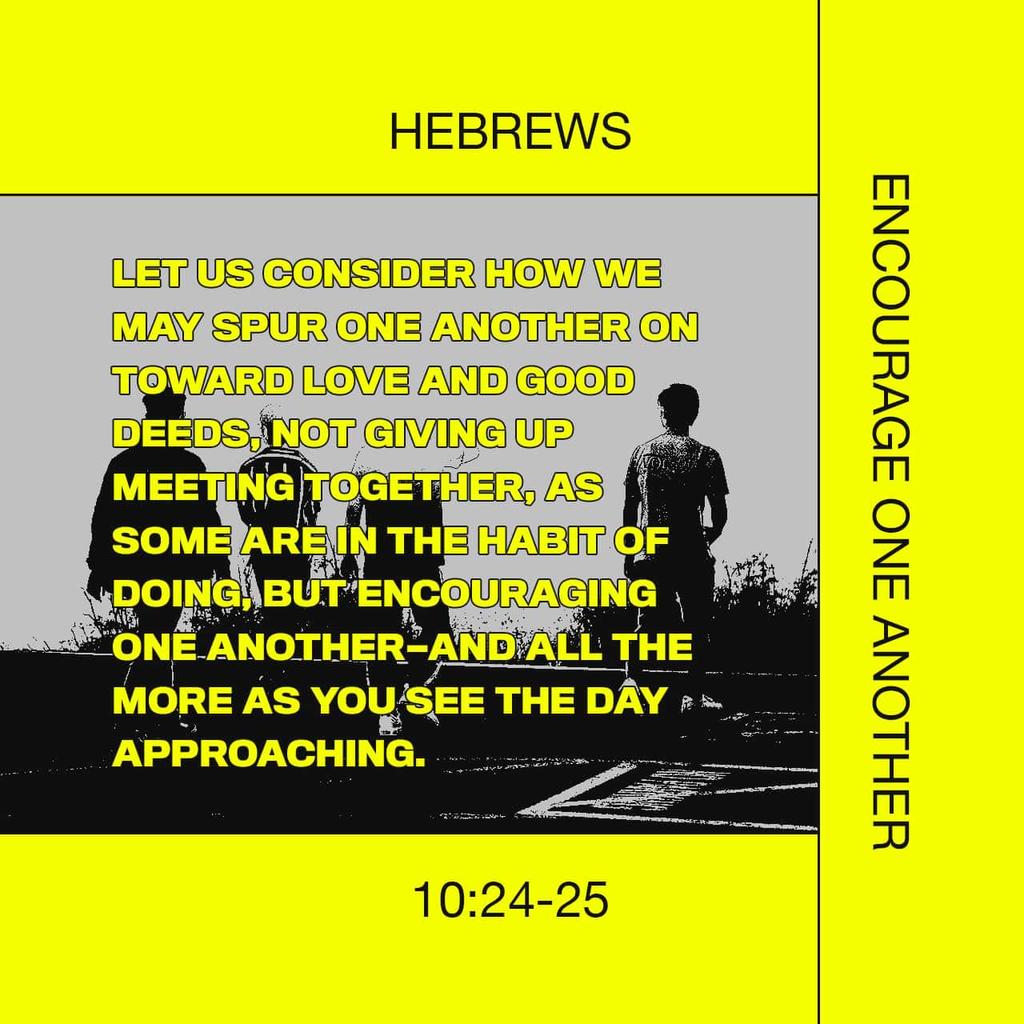 HEBREWS
LET US CONSIDER HOW WE
MAY SPUR ONE ANOTHER ON
TOWARD LOVE AND GOOD
DEEDS, NOT GIVING UP
MEETING TOGETHER, AS
SOME ARE IN THE HABIT OF
DOING, BUT ENCOURAGING
ONE ANOTHER–AND ALL THE
MORE AS YOU SEE THE DAY
APPROACHING.
10:24-25
ENCOURAGE ONE ANOTHER